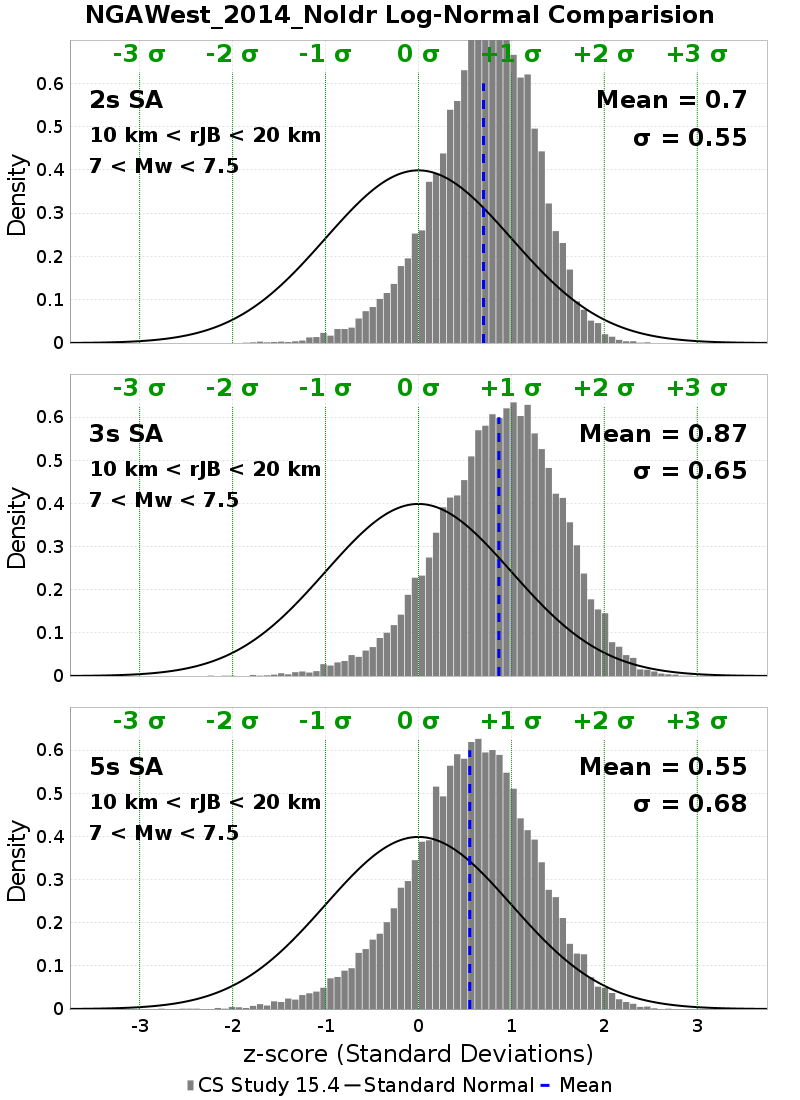 NGAWest_2014_NoIdr Log-Normal Comparision
-3 σ -2 σ -1 σ 0 σ +1 σ +2 σ +3 σ
2s SA
Mean = 0.7
10 km < rJB < 20 km
σ = 0.55
7 < Mw < 7.5
Density
0.6
0.5
0.4
0.3
0.2
0.1
0
-3 σ -2 σ -1 σ 0 σ +1 σ +2 σ +3 σ
3s SA
Mean = 0.87
10 km < rJB < 20 km
σ = 0.65
7 < Mw < 7.5
Density
0.6
0.5
0.4
0.3
0.2
0.1
0
-3 σ -2 σ -1 σ 0 σ +1 σ +2 σ +3 σ
5s SA
Mean = 0.55
10 km < rJB < 20 km
σ = 0.68
7 < Mw < 7.5
Density
0.6
0.5
0.4
0.3
0.2
0.1
0
-3 -2 -1 0 1 2 3
z-score (Standard Deviations)
CS Study 15.4 Standard Normal Mean